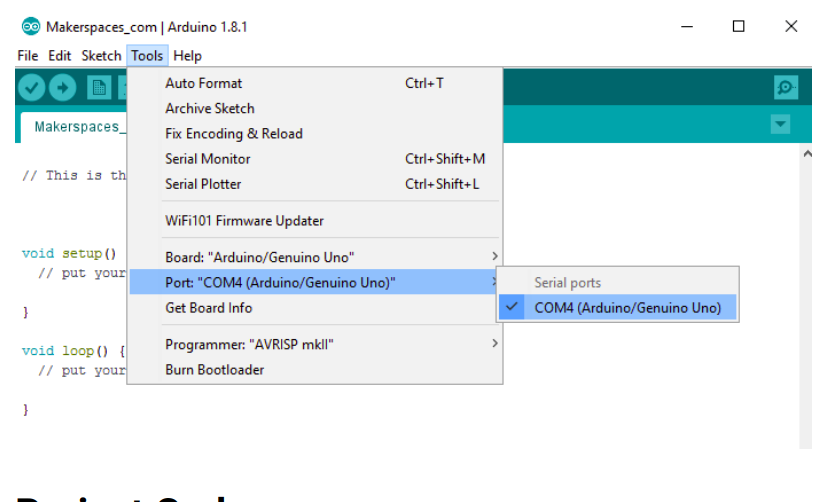 Makerspaces_com | Arduino 1.8.1
File Edit Sketch Tools Help
Makerspaces_
// This is th
void setup()
// put your
}
void loop() {
// put your
}
Auto Format Ctrl+T
Archive Sketch
Fix Encoding & Reload
Serial Monitor Ctrl+Shift+M
Serial Plotter Ctrl+Shift+L
WiFi101 Firmware Updater
Board: "Arduino/Genuino Uno"
Port: "COM4 (Arduino/Genuino Uno)"
Get Board Info
Programmer: "AVRISP mkII"
Burn Bootloader
Serial ports
COM4 (Arduino/Genuino Uno)